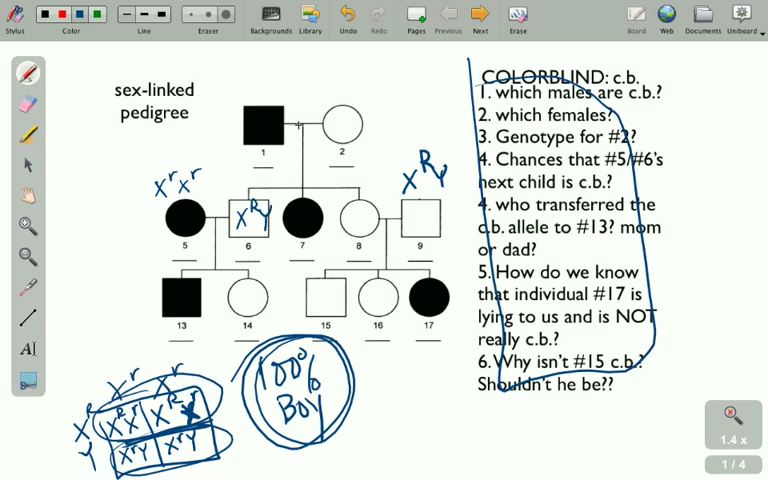 Stylus
Color
Line
Eraser
Backgrounds
Library
Undo
Redo
Pages
Previous
Next
Erase
Board
Web
Documents
Uniboard
sex-linked
pedigree
1
2
X^r X^r
X^R Y
X^R Y
5
6
7
8
9
13
14
15
16
17
COLORBLIND: c.b.
1. which males are c.b.?
2. which females?
3. Genotype for #2?
4. Chances that #5/#6's
next child is c.b.?
4. who transferred the
c.b. allele to #13? mom
or dad?
5. How do we know
that individual #17 is
lying to us and is NOT
really c.b.?
6.Why isn't #15 c.b.?
Shouldn't he be??
X^r X^r
X^R X^R X^r X^R X^r
Y X^r Y X^r Y
100%
Boy
AI
1.4 x
1 / 4